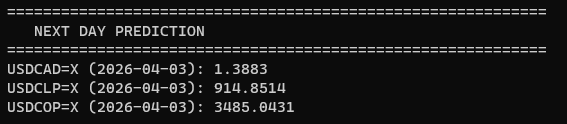 ============================================================
NEXT DAY PREDICTION
============================================================
USDCAD=X (2026-04-03): 1.3883
USDCLP=X (2026-04-03): 914.8514
USDCOP=X (2026-04-03): 3485.0431